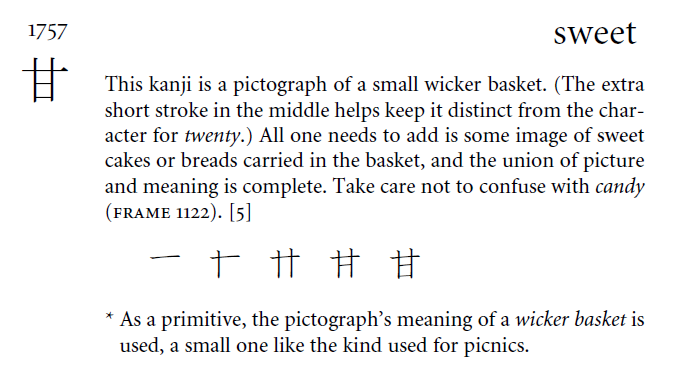 1757
sweet
甘
This kanji is a pictograph of a small wicker basket. (The extra
short stroke in the middle helps keep it distinct from the char-
acter for twenty.) All one needs to add is some image of sweet
cakes or breads carried in the basket, and the union of picture
and meaning is complete. Take care not to confuse with candy
(FRAME 1122). [5]
一 十 廾 卄 甘
* As a primitive, the pictograph's meaning of a wicker basket is
used, a small one like the kind used for picnics.